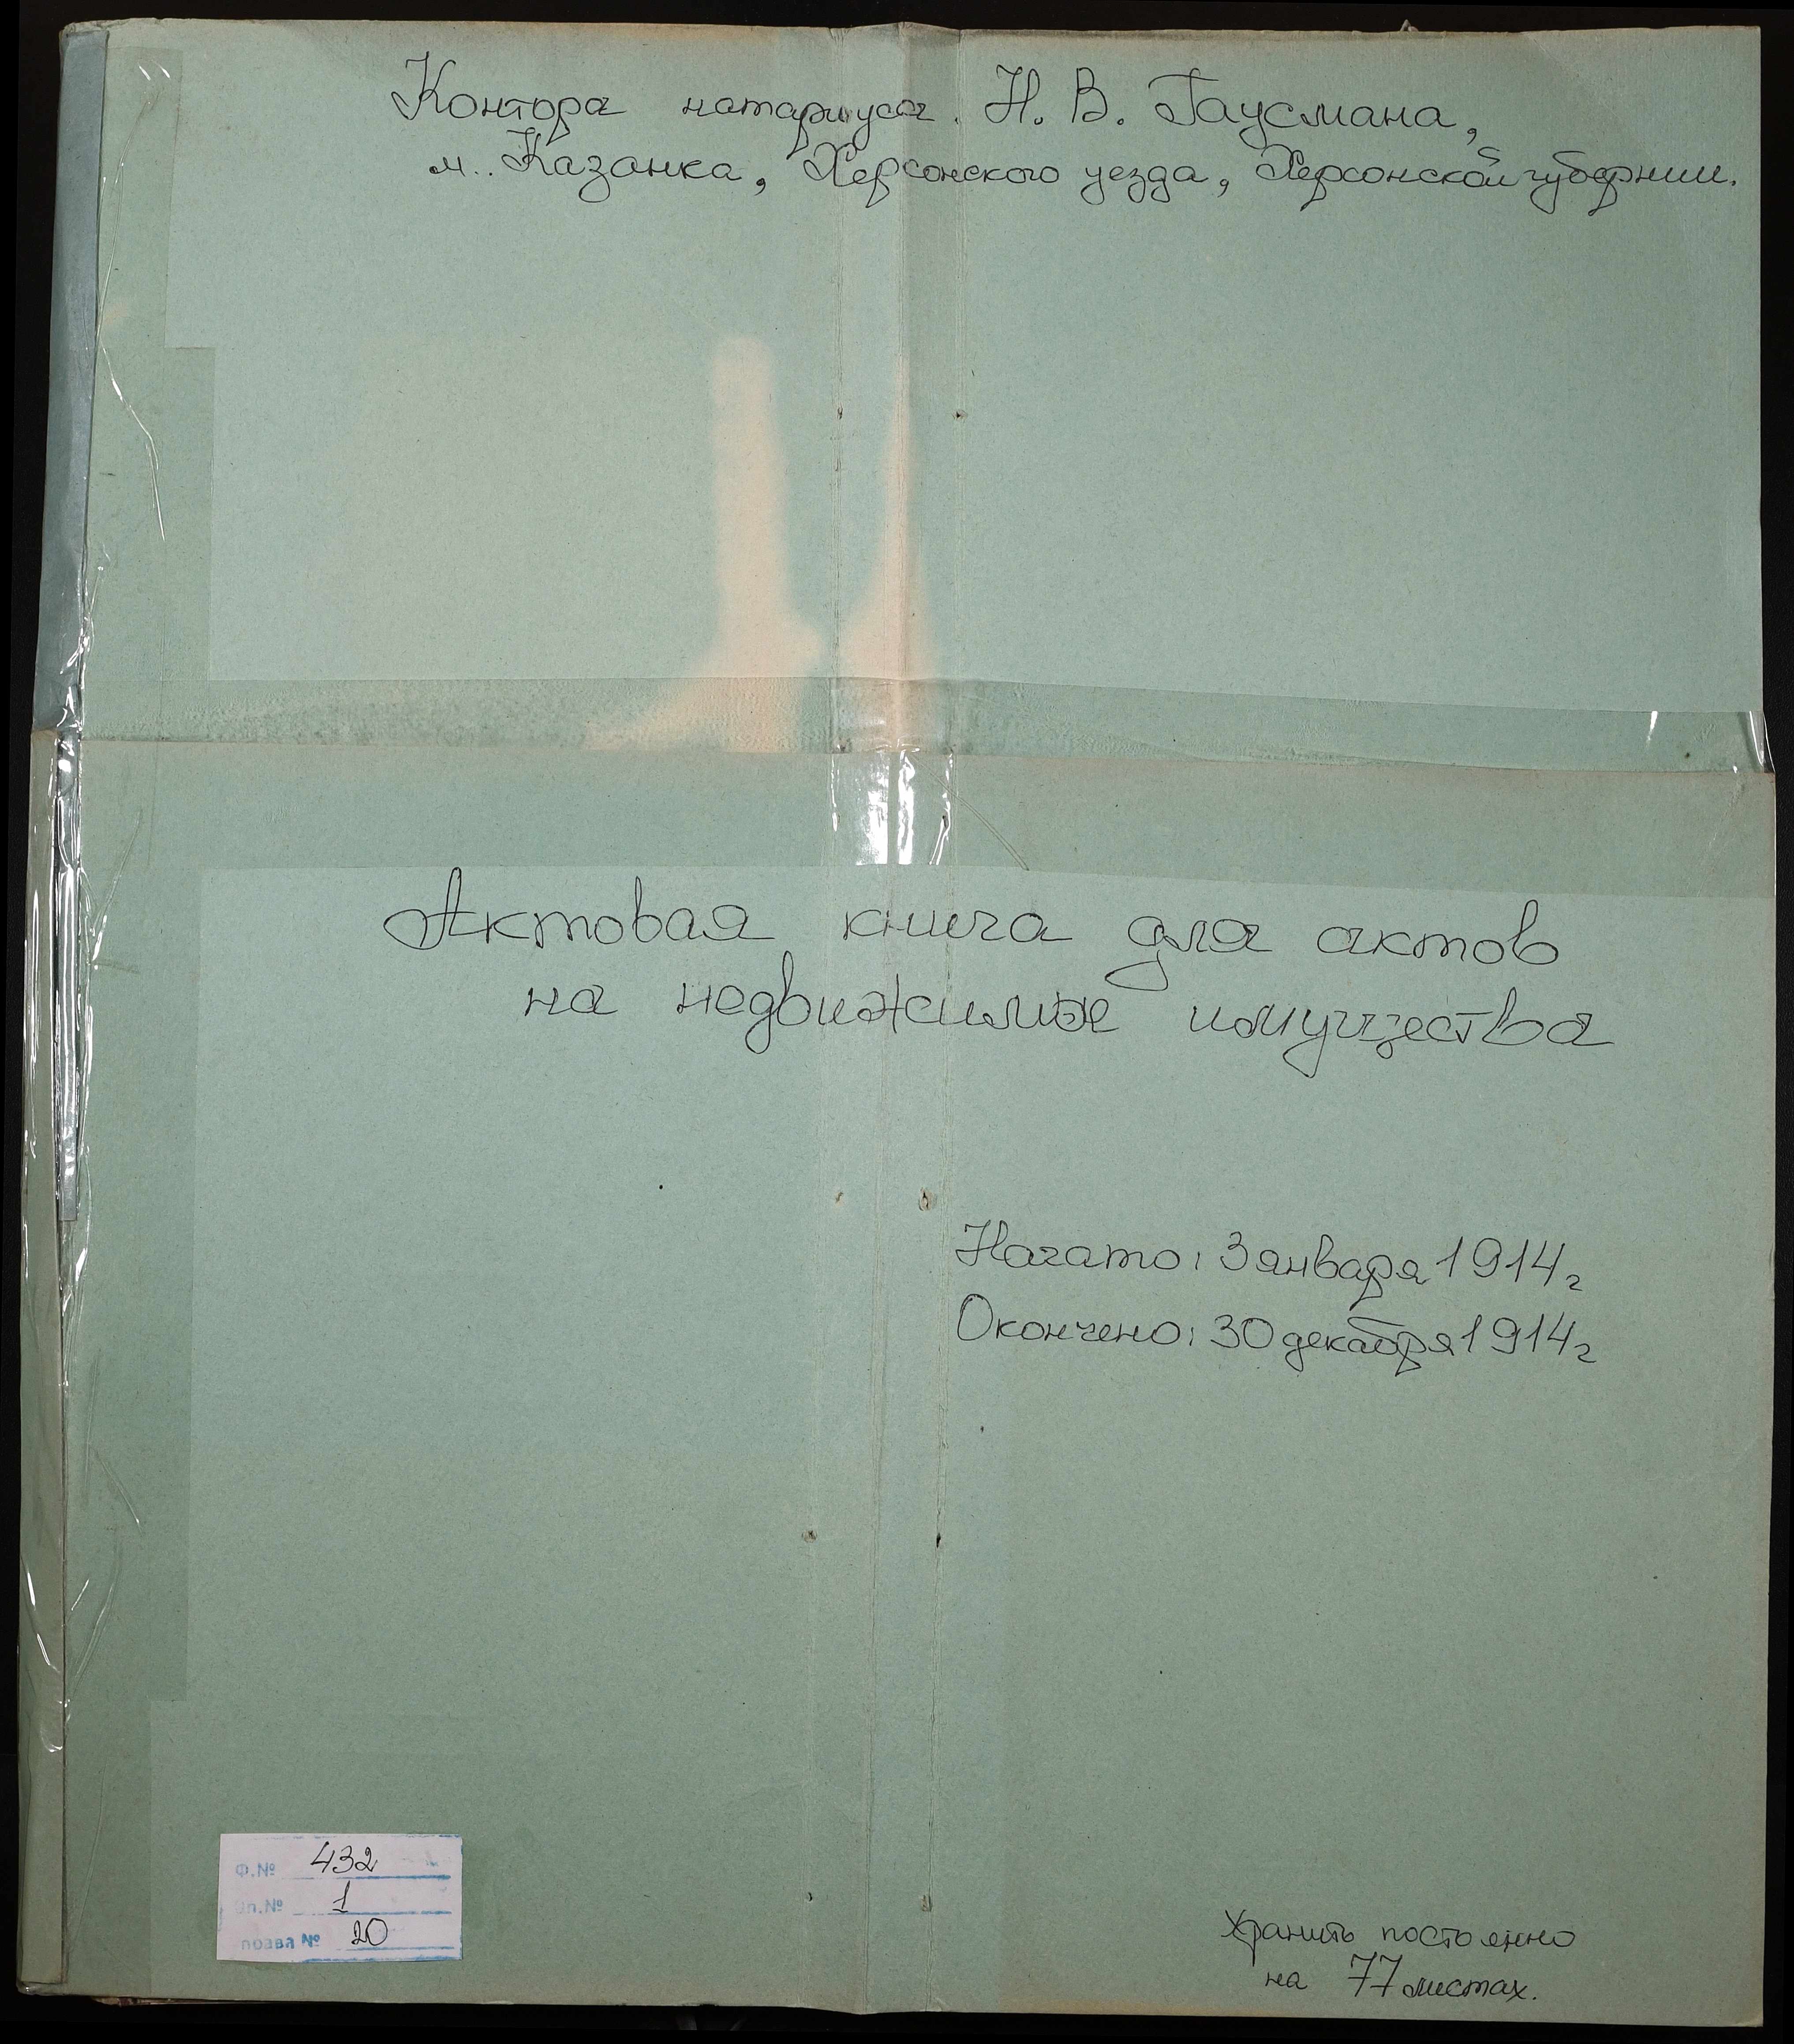 Контора нотариуса Н. В. Гаусмана,
м. Казанка, Херсонского уезда, Херсонской губернии.
Актовая книга для актов
на недвижимые имущества
Начато: 3 января 1914 г
Окончено: 30 декабря 1914 г
Ф.№ 432
оп.№ 1
правл № 20
Хранить постоянно
на 77 листах.